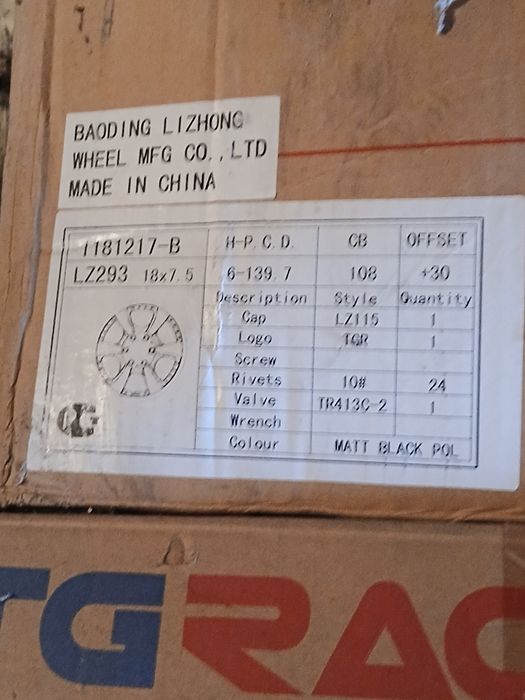 BAODING LIZHONG
WHEEL MFG CO.,LTD
MADE IN CHINA
1181217-B H-P.C.D. CB OFFSET
LZ293 18x7.5 6-139.7 108 +30
Description Style Quantity
Cap LZ115 1
Logo TGR 1
Screw
Rivets 10# 24
Valve TR413C-2 1
Wrench
Colour MATT BLACK POL
TGRAC